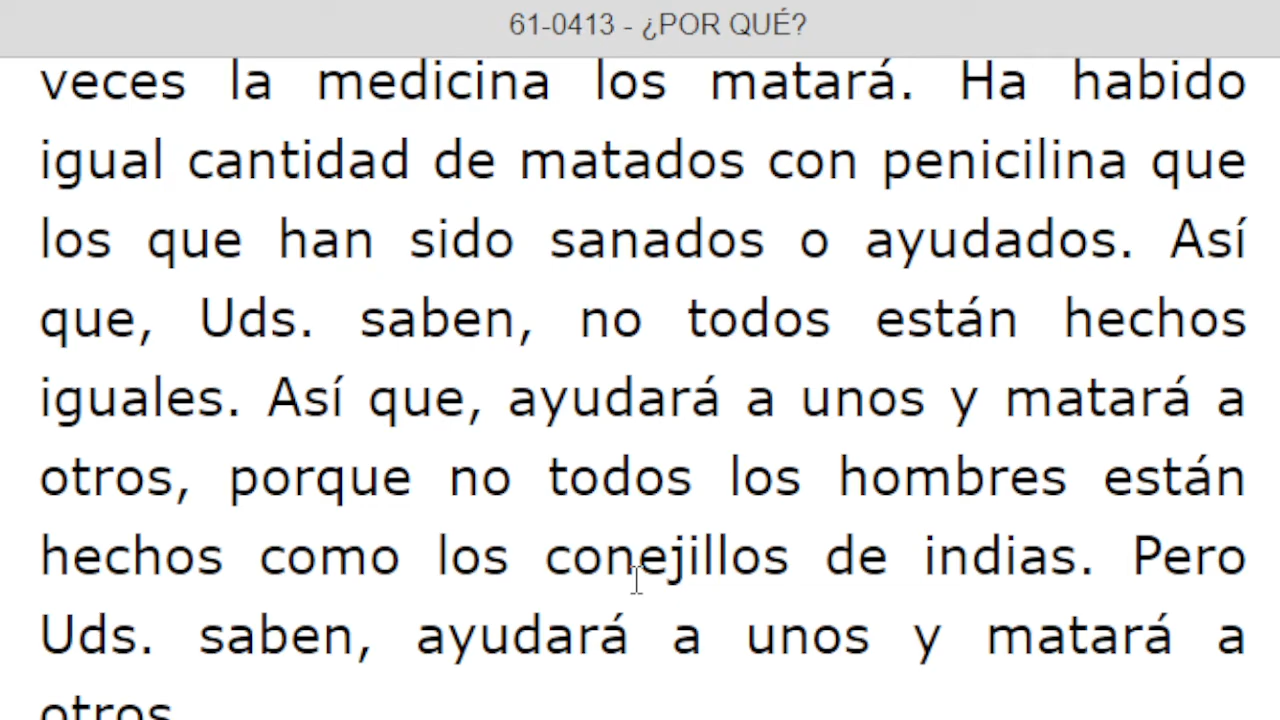 61-0413 - ¿POR QUÉ?
veces la medicina los matará. Ha habido
igual cantidad de matados con penicilina que
los que han sido sanados o ayudados. Así
que, Uds. saben, no todos están hechos
iguales. Así que, ayudará a unos y matará a
otros, porque no todos los hombres están
hechos como los conejillos de indias. Pero
Uds. saben, ayudará a unos y matará a
otros